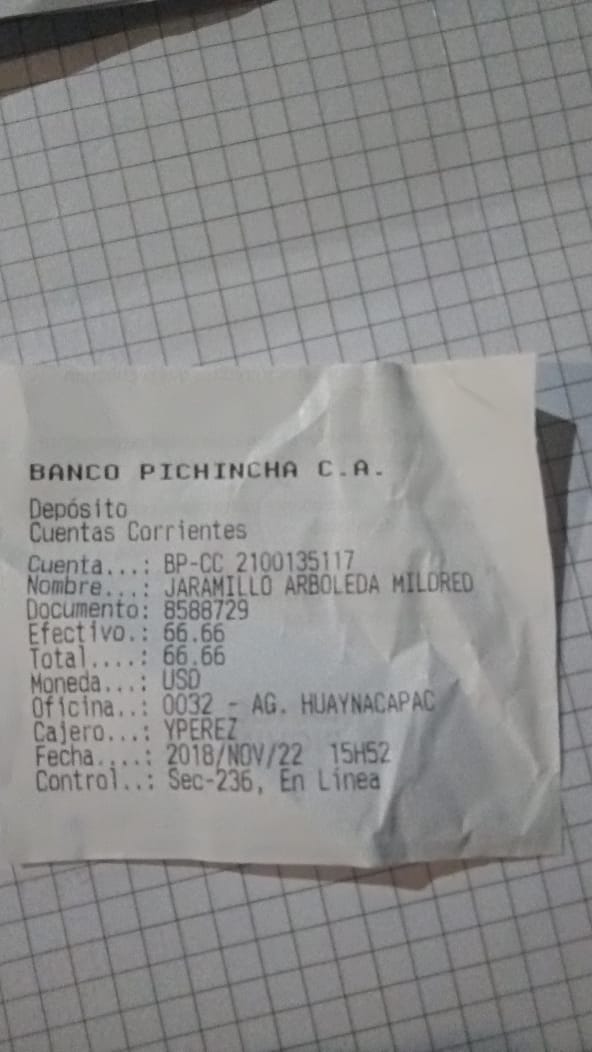 BANCO PICHINCHA C.A.
Depósito
Cuentas Corrientes
Cuenta...: BP-CC 2100135117
Nombre...: JARAMILLO ARBOLEDA MILDRED
Documento: 8588729
Efectivo.: 66.66
Total....: 66.66
Moneda...: USD
Oficina..: 0032 - AG. HUAYNACAPAC
Cajero...: YPEREZ
Fecha....: 2018/NOV/22  15H52
Control..: Sec-236, En Línea